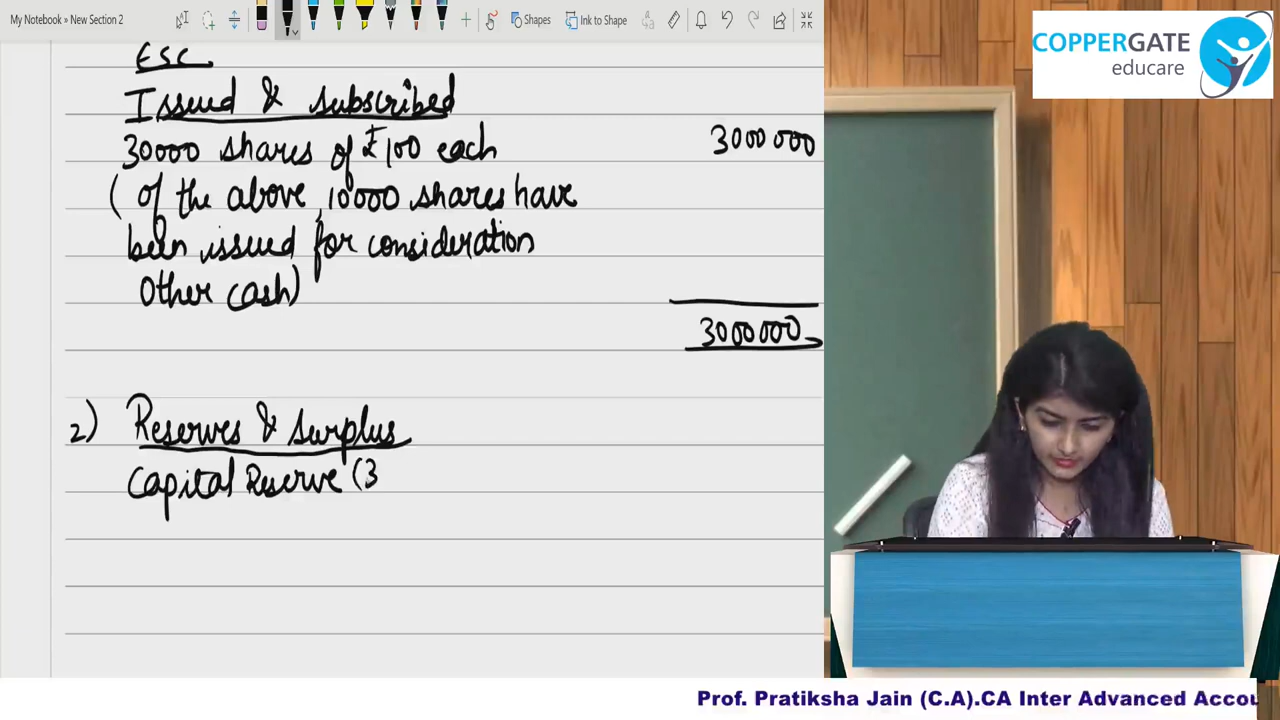 My Notebook » New Section 2
Shapes
Ink to Shape
COPPERGATE
educare
ESC
Issued & subscribed
30000 shares of ₹100 each 3000000
(of the above, 10000 shares have
been issued for consideration
Other cash)
3000000
2) Reserves & Surplus
Capital Reserve (3
Prof. Pratiksha Jain (C.A).CA Inter Advanced Accou